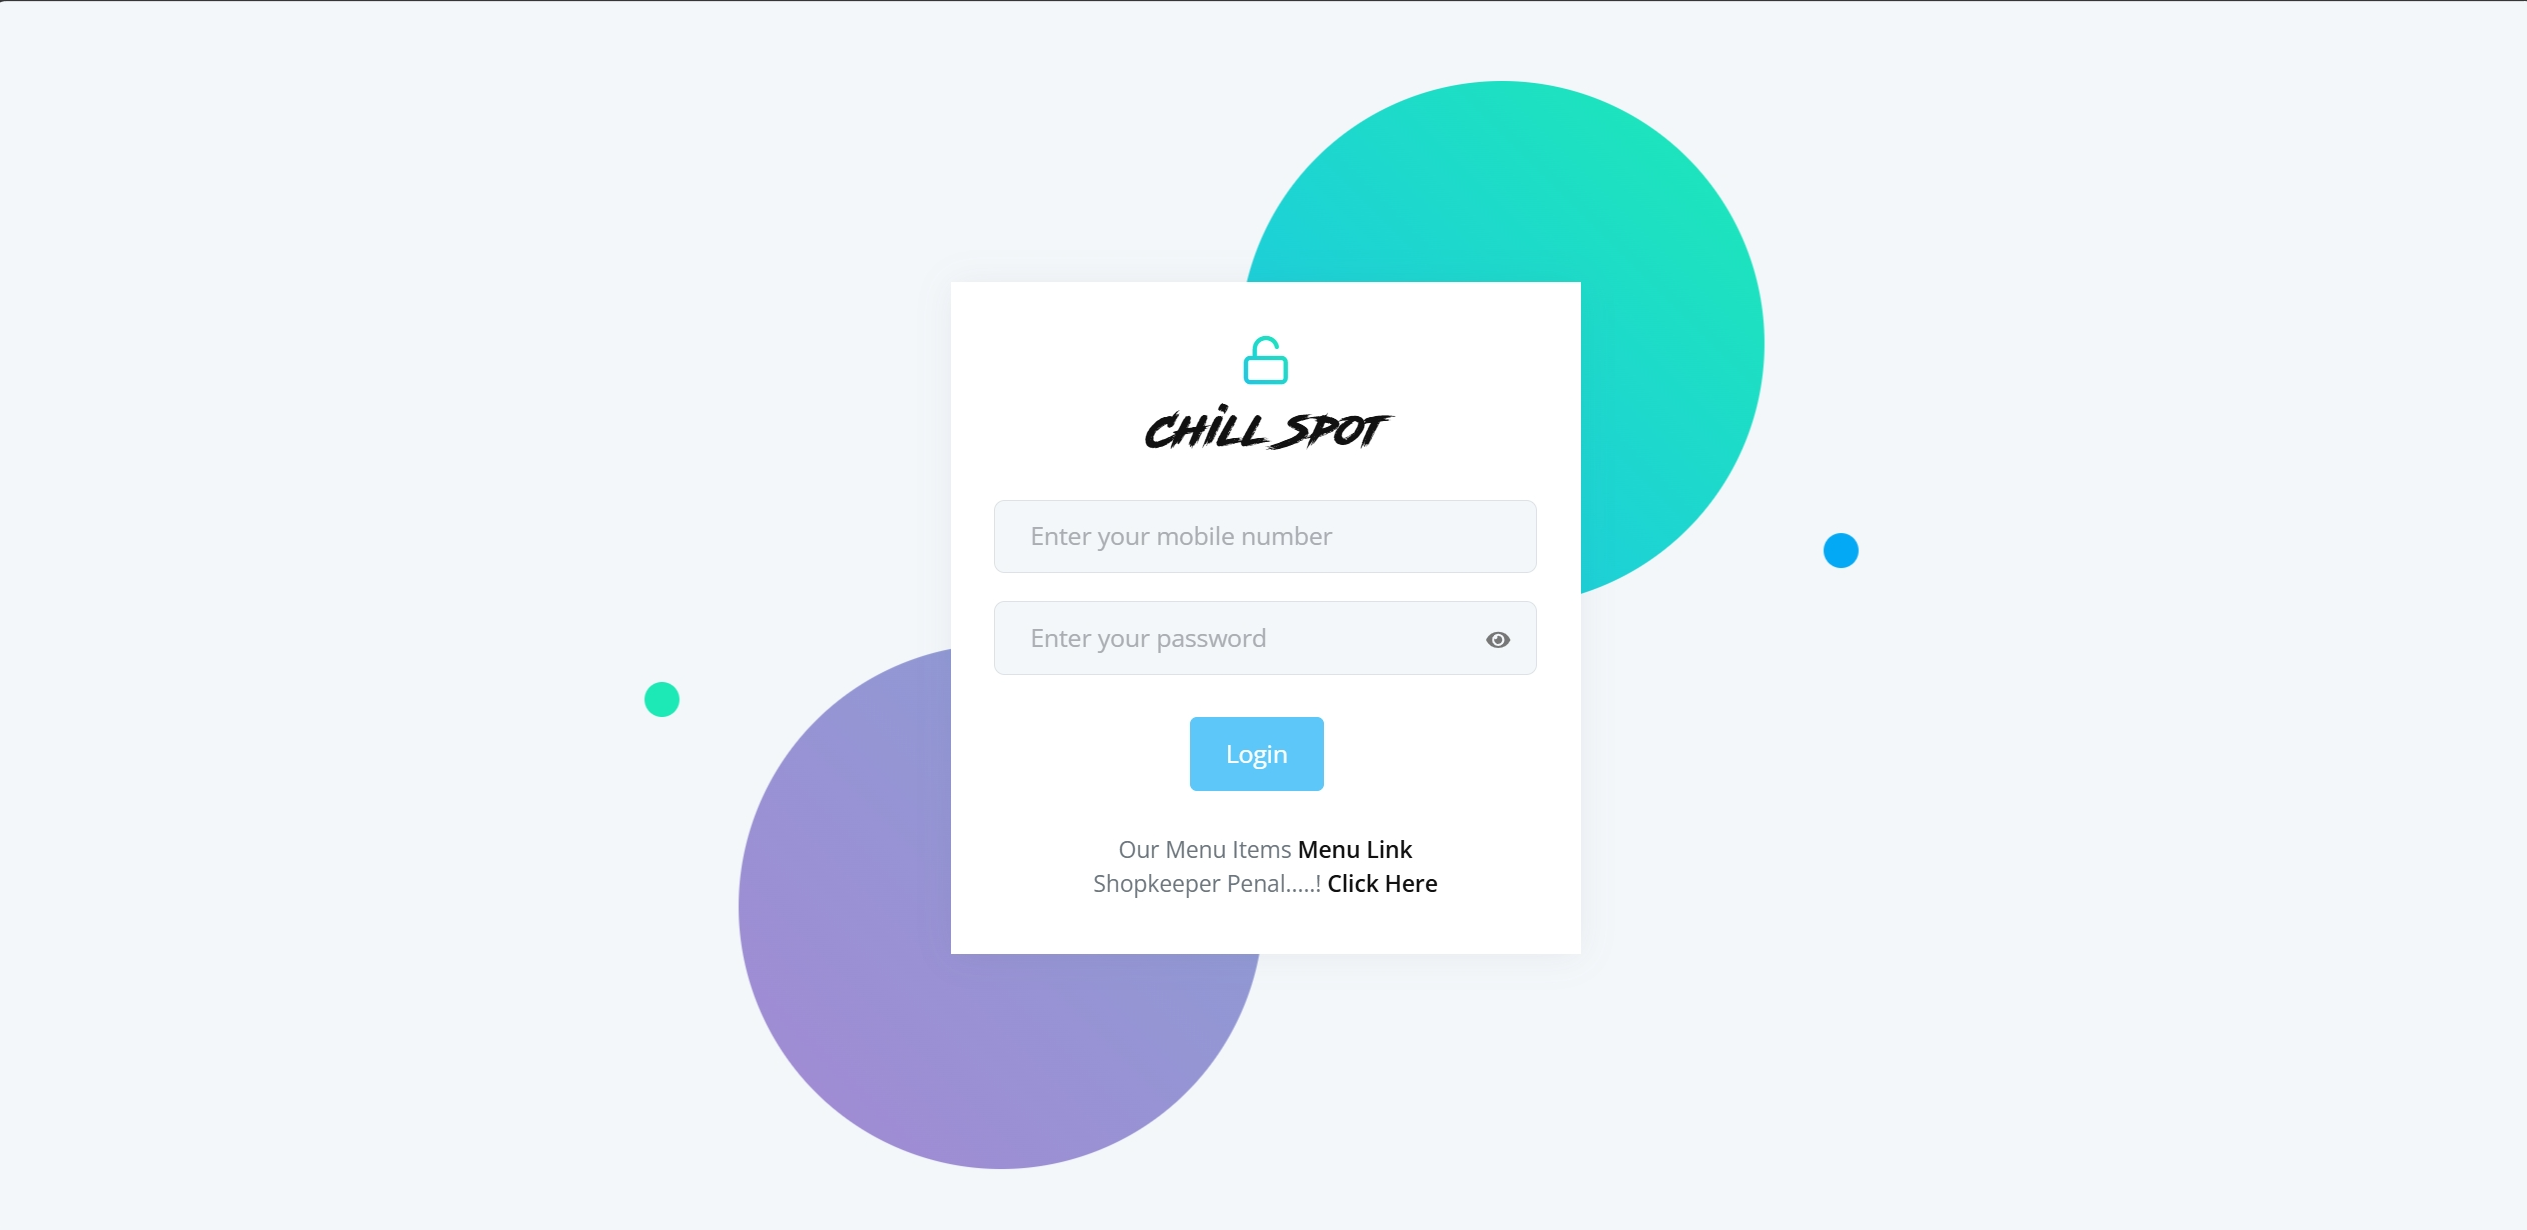 CHiLL SPOT
Enter your mobile number
Enter your password
Login
Our Menu Items Menu Link
Shopkeeper Penal.....! Click Here